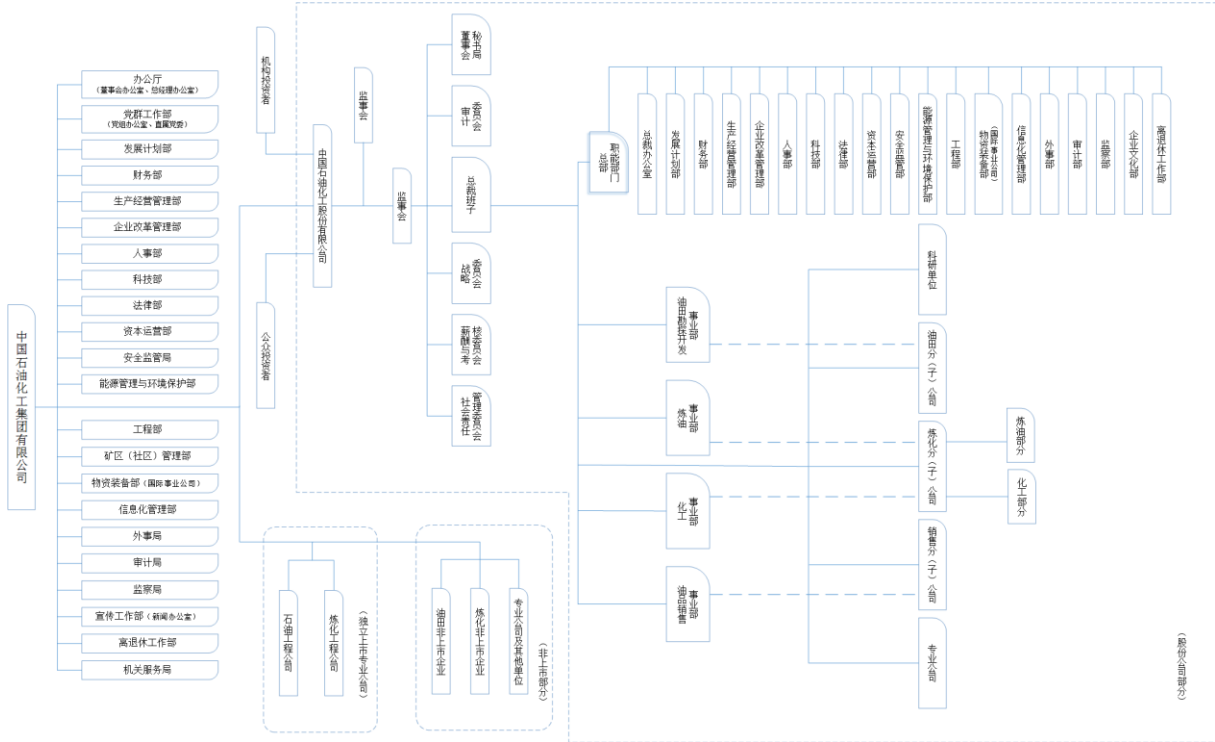 中国石油化工集团有限公司
办公厅
（董事会办公室、总经理办公室）
党群工作部
（党组办公室、直属党委）
发展计划部
财务部
生产经营管理部
企业改革管理部
人事部
科技部
法律部
资本运营部
安全监管局
能源管理与环境保护部
工程部
矿区（社区）管理部
物资装备部（国际事业公司）
信息化管理部
外事局
审计局
监察局
宣传工作部（新闻办公室）
离退休工作部
机关服务局
机构投资者
公众投资者
中国石油化工股份有限公司
监事会
监事会
董事会
秘书局
审计
委员会
总裁班子
战略
委员会
薪酬与考
核委员会
社会责任
管理委员会
总部
职能部门
总裁办公室
发展计划部
财务部
生产经营管理部
企业改革管理部
人事部
科技部
法律部
资本运营部
安全监管部
能源管理与环境保护部
工程部
物资装备部
（国际事业公司）
信息化管理部
外事部
审计部
监察部
企业文化部
离退休工作部
油田勘探开发
事业部
炼油
事业部
化工
事业部
油品销售
事业部
科研单位
油田分（子）公司
炼化分（子）公司
销售分（子）公司
专业公司
炼油部分
化工部分
石油工程公司
炼化工程公司
（独立上市专业公司）
油田非上市企业
炼化非上市企业
专业公司及其他单位
（非上市部分）
（股份公司部分）